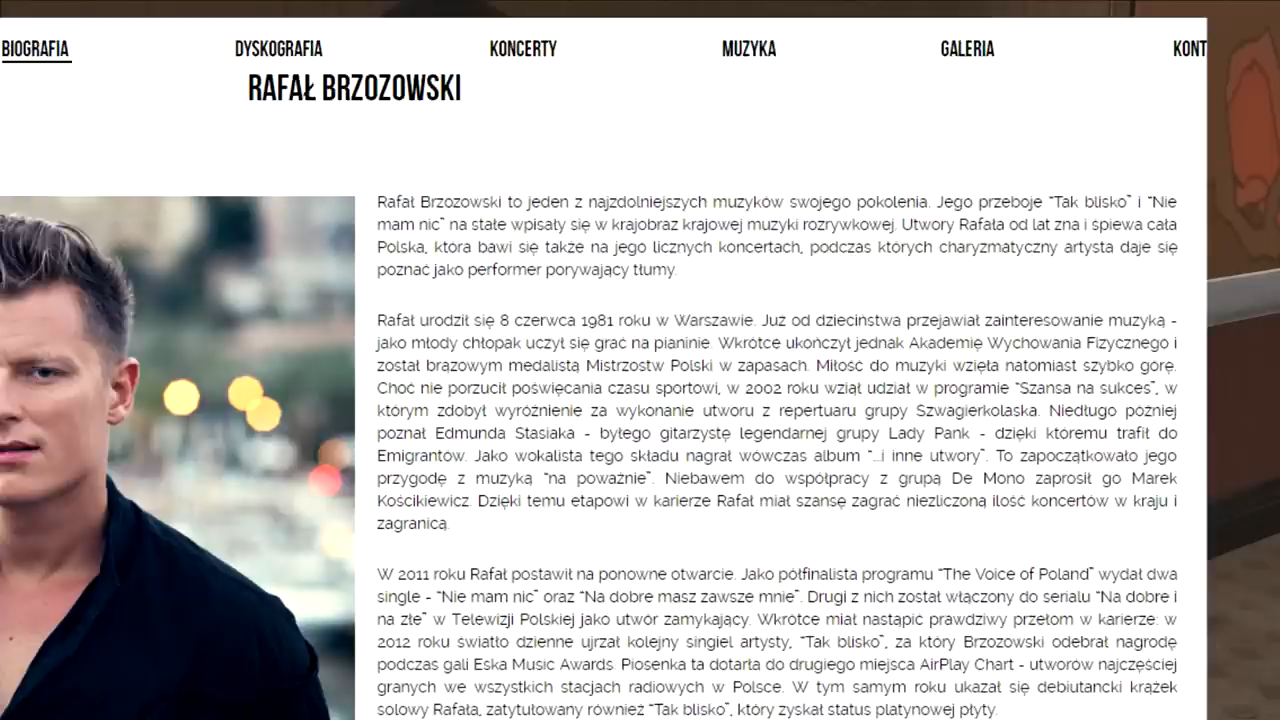 BIOGRAFIA DYSKOGRAFIA KONCERTY MUZYKA GALERIA KONT
RAFAŁ BRZOZOWSKI
Rafał Brzozowski to jeden z najzdolniejszych muzyków swojego pokolenia. Jego przeboje “Tak blisko” i “Nie
mam nic” na stałe wpisały się w krajobraz krajowej muzyki rozrywkowej. Utwory Rafała od lat zna i śpiewa cała
Polska, która bawi się także na jego licznych koncertach, podczas których charyzmatyczny artysta daje się
poznać jako performer porywający tłumy.
Rafał urodził się 8 czerwca 1981 roku w Warszawie. Już od dzieciństwa przejawiał zainteresowanie muzyką -
jako młody chłopak uczył się grać na pianinie. Wkrótce ukończył jednak Akademię Wychowania Fizycznego i
został brązowym medalistą Mistrzostw Polski w zapasach. Miłość do muzyki wzięła natomiast szybko górę.
Choć nie porzucił poświęcania czasu sportowi, w 2002 roku wziął udział w programie “Szansa na sukces”, w
którym zdobył wyróżnienie za wykonanie utworu z repertuaru grupy Szwagierkolaska. Niedługo później
poznał Edmunda Stasiaka - byłego gitarzystę legendarnej grupy Lady Pank - dzięki któremu trafił do
Emigrantów. Jako wokalista tego składu nagrał wówczas album “...i inne utwory”. To zapoczątkowało jego
przygodę z muzyką “na poważnie”. Niebawem do współpracy z grupą De Mono zaprosił go Marek
Kościkiewicz. Dzięki temu etapowi w karierze Rafał miał szansę zagrać niezliczoną ilość koncertów w kraju i
zagranicą.
W 2011 roku Rafał postawił na ponowne otwarcie. Jako półfinalista programu “The Voice of Poland” wydał dwa
single - “Nie mam nic” oraz “Na dobre masz zawsze mnie”. Drugi z nich został włączony do serialu “Na dobre i
na złe” w Telewizji Polskiej jako utwór zamykający. Wkrótce miał nastąpić prawdziwy przełom w karierze: w
2012 roku światło dzienne ujrzał kolejny singiel artysty, “Tak blisko”, za który Brzozowski odebrał nagrodę
podczas gali Eska Music Awards. Piosenka ta dotarła do drugiego miejsca AirPlay Chart - utworów najczęściej
granych we wszystkich stacjach radiowych w Polsce. W tym samym roku ukazał się debiutancki krążek
solowy Rafała, zatytułowany również “Tak blisko”, który zyskał status platynowej płyty.